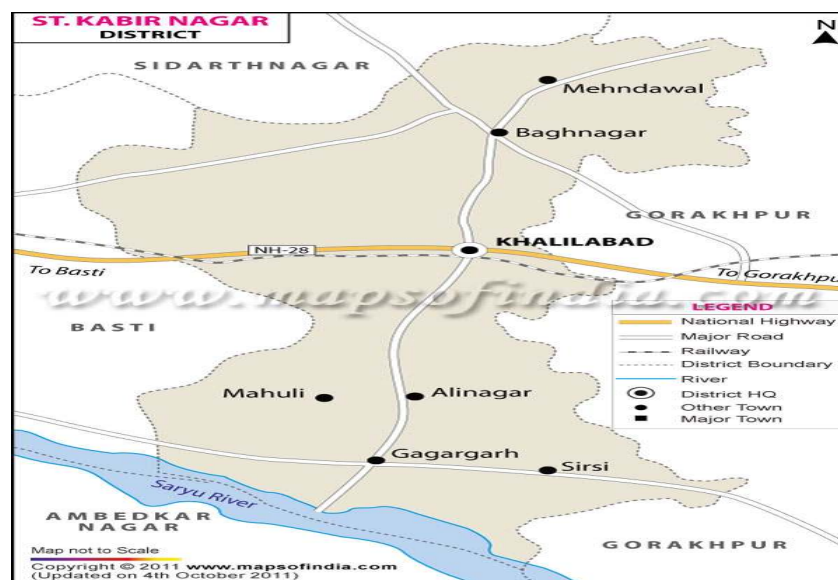 ST. KABIR NAGAR
DISTRICT
N
SIDARTHNAGAR
Mehndawal
Baghnagar
GORAKHPUR
KHALILABAD
NH-28
To Basti
To Gorakhpu
www.mapsofindia.com
BASTI
LEGEND
National Highway
Major Road
Railway
District Boundary
River
District HQ
Other Town
Major Town
Mahuli
Alinagar
Gagargarh
Sirsi
Saryu River
AMBEDKAR
NAGAR
GORAKHPUR
Map not to Scale
Copyright © 2011 www.mapsofindia.com
(Updated on 4th October 2011)